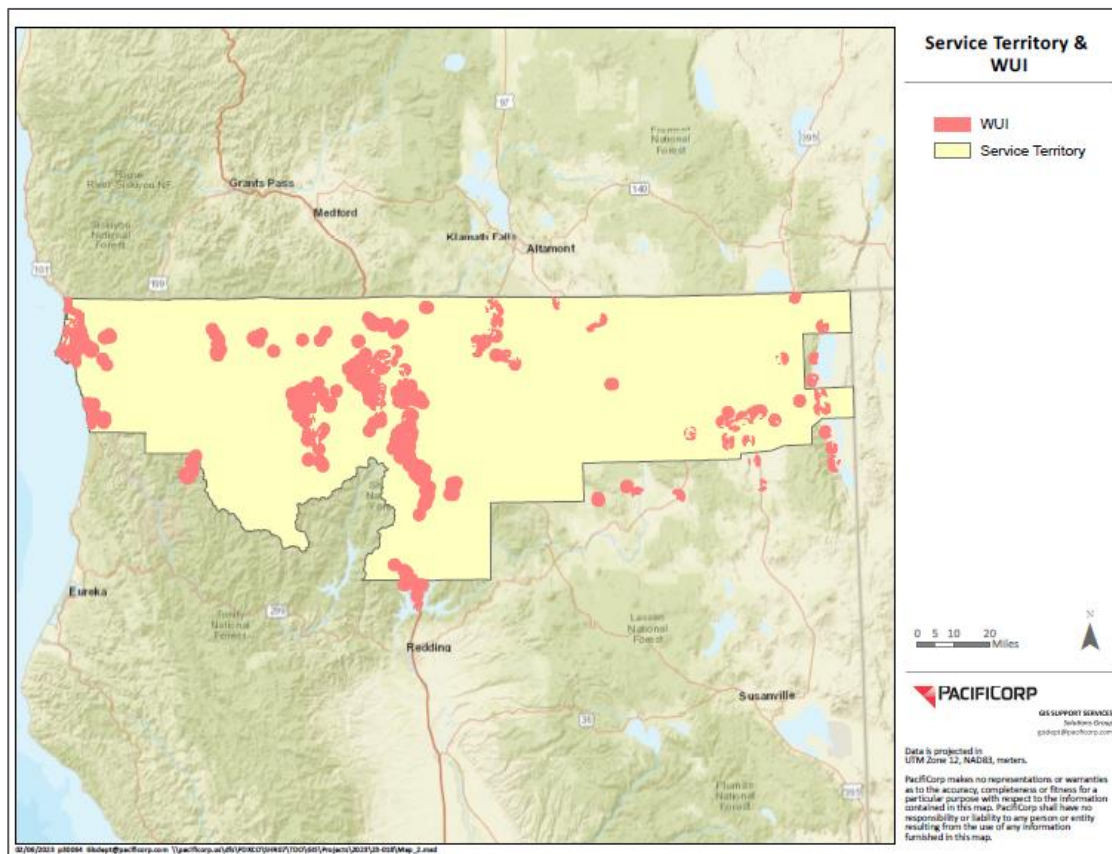 Service Territory &
WUI
WUI
Service Territory
97
395
Fremont
National
Forest
Rogue
River-Siskiyou NF
Grants Pass
140
Medford
Siskiyou
National
Forest
Klamath Falls
Altamont
101
199
Eureka
299
Trinity
National
Forest
Redding
Lassen
National
Forest
Susanville
36
Plumas
National
Forest
395
N
0 5 10 20
Miles
PACIFICORP
GIS SUPPORT SERVICES
Solutions Group
gisdept@pacificorp.com
Data is projected in
UTM Zone 12, NAD83, meters.
PacifiCorp makes no representations or warranties
as to the accuracy, completeness or fitness for a
particular purpose with respect to the information
contained in this map. PacifiCorp shall have no
responsibility or liability to any person or entity
resulting from the use of any information
furnished in this map.